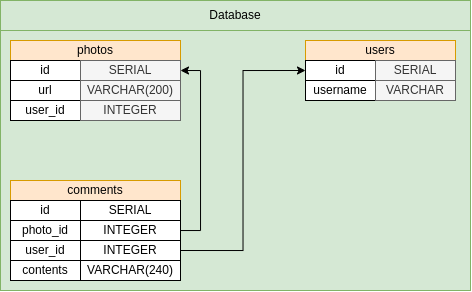 Database
photos
id SERIAL
url VARCHAR(200)
user_id INTEGER
users
id SERIAL
username VARCHAR
comments
id SERIAL
photo_id INTEGER
user_id INTEGER
contents VARCHAR(240)